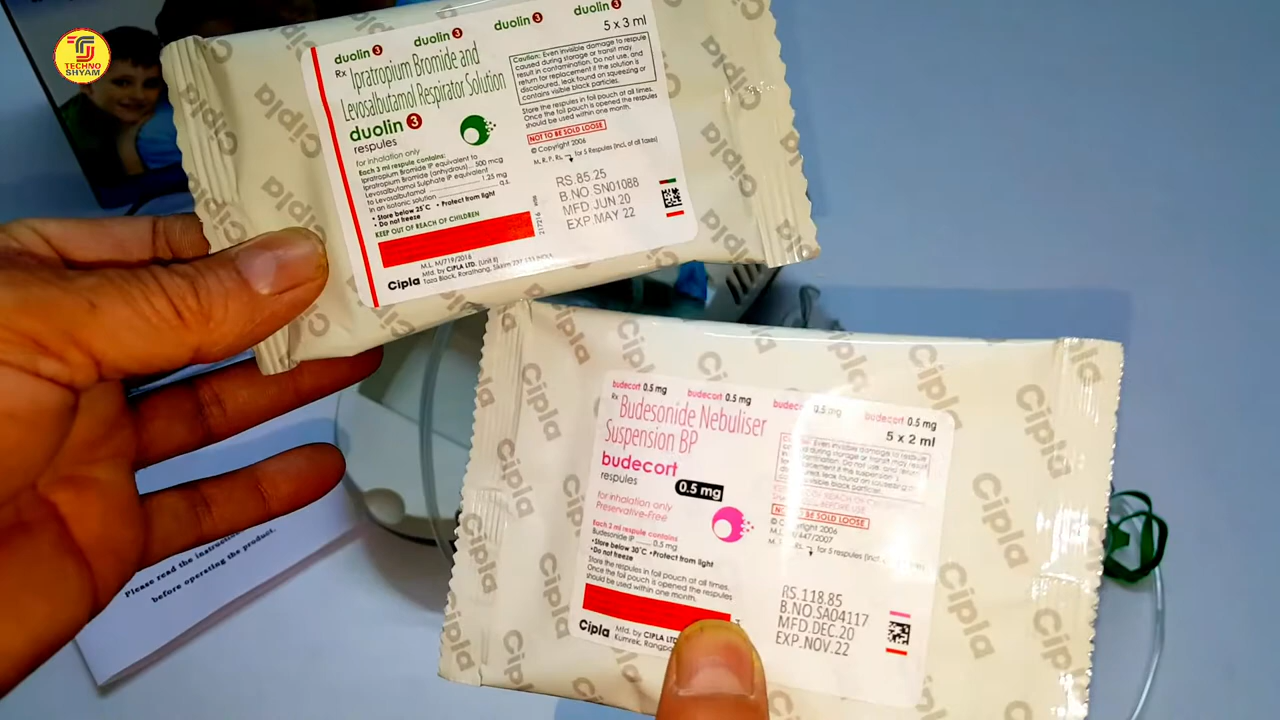 TECHNO
SHYAM
duolin 3 duolin 3 duolin 3 duolin 3
5 x 3 ml
Rx Ipratropium Bromide and
Levosalbutamol Respirator Solution
duolin 3
respules
for inhalation only
Each 3 ml respule contains:
Ipratropium Bromide IP equivalent to
Ipratropium Bromide (anhydrous)... 500 mcg
Levosalbutamol Sulphate IP equivalent
to Levosalbutamol ........ 1.25 mg
In an isotonic solution ........ q.s.
• Store below 25°C • Protect from light
• Do not freeze
KEEP OUT OF REACH OF CHILDREN
M.L. M/719/2016
Mfd. by CIPLA LTD. (Unit II)
Cipla
Caution: Even invisible damage to respule
caused during storage or transit may
result in contamination. Do not use, and
return for replacement if the solution is
discoloured, leak found on squeezing or
contains visible black particles.
Store the respules in foil pouch at all times.
Once the foil pouch is opened the respules
should be used within one month.
NOT TO BE SOLD LOOSE
© Copyright 2006
M.R.P. Rs. for 5 Respules (incl. of all taxes)
RS.85.25
B.NO.SN01088
MFD.JUN.20
EXP.MAY 22
217216
budecort 0.5 mg budecort 0.5 mg budecort 0.5 mg budecort 0.5 mg
5 x 2 ml
Rx Budesonide Nebuliser
Suspension BP
budecort
respules 0.5 mg
for inhalation only
Preservative-Free
Each 2 ml respule contains
Budesonide IP ........ 0.5 mg
• Store below 30°C • Protect from light
• Do not freeze
Store the respules in foil pouch at all times.
Once the foil pouch is opened the respules
should be used within one month.
Cipla
Mfd. by CIPLA LTD
Kumrek, Rangpo
NOT TO BE SOLD LOOSE
for 5 respules
RS.118.85
B.NO.SA04117
MFD.DEC.20
EXP.NOV.22
Cipla
Please read the instruction
before operating the product.